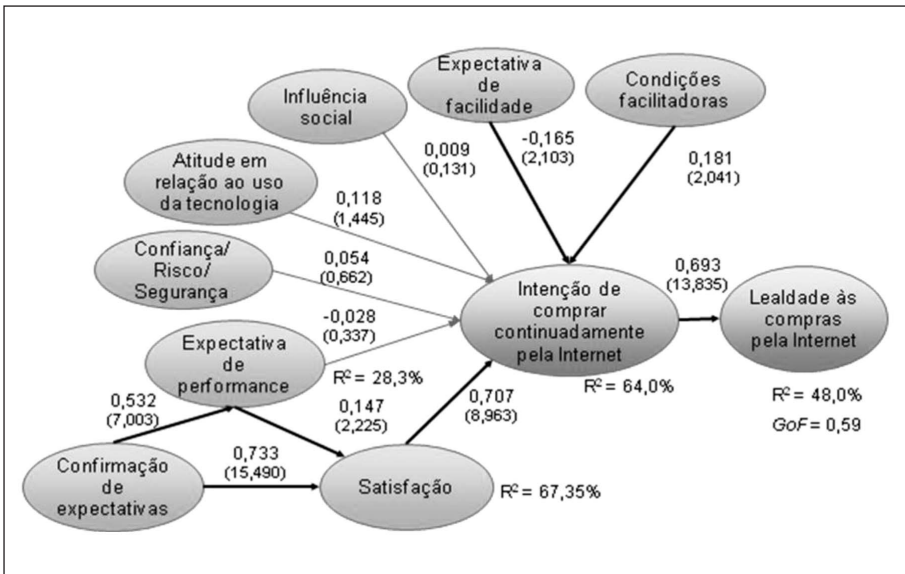 Influência
social
Expectativa
de
facilidade
Condições
facilitadoras
Atitude em
relação ao uso
da tecnologia
0,009
(0,131)
-0,165
(2,103)
0,181
(2,041)
0,118
(1,445)
Confiança/
Risco/
Segurança
0,054
(0,662)
Intenção de
comprar
continuadamente
pela Internet
0,693
(13,835)
Lealdade às
compras
pela Internet
-0,028
(0,337)
Expectativa
de
performance
R² = 28,3%
R² = 64,0%
R² = 48,0%
GoF = 0,59
0,532
(7,003)
0,147
(2,225)
0,707
(8,963)
0,733
(15,490)
Confirmação
de
expectativas
Satisfação
R² = 67,35%